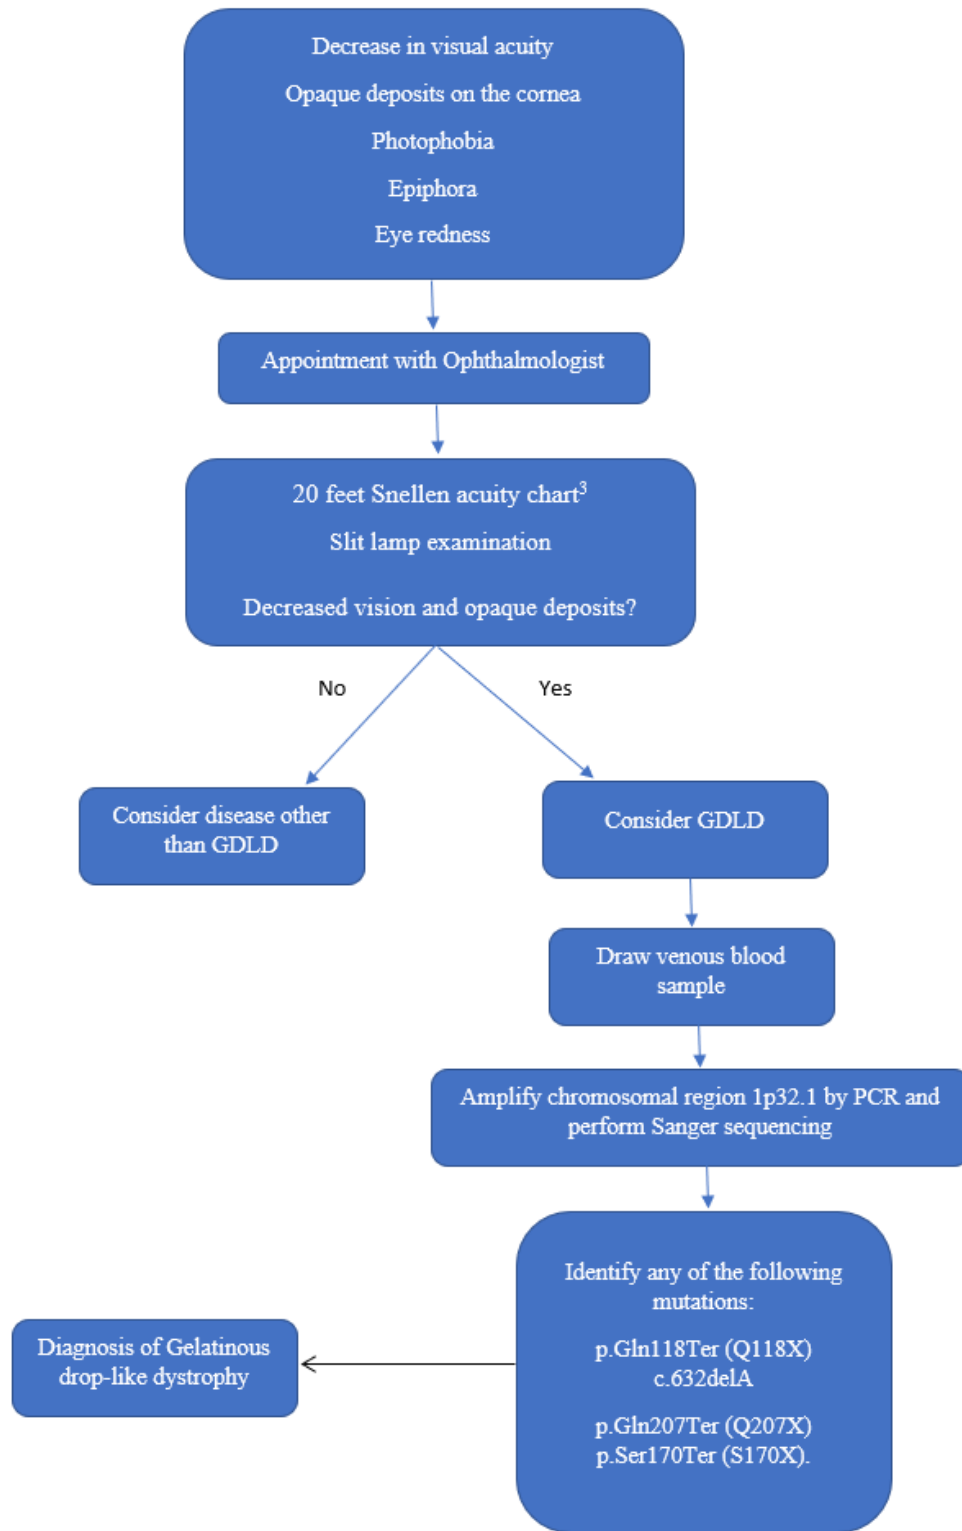 Decrease in visual acuity
Opaque deposits on the cornea
Photophobia
Epiphora
Eye redness
Appointment with Ophthalmologist
20 feet Snellen acuity chart³
Slit lamp examination
Decreased vision and opaque deposits?
No
Yes
Consider disease other
than GDLD
Consider GDLD
Draw venous blood
sample
Amplify chromosomal region 1p32.1 by PCR and
perform Sanger sequencing
Identify any of the following
mutations:
p.Gln118Ter (Q118X)
c.632delA
p.Gln207Ter (Q207X)
p.Ser170Ter (S170X).
Diagnosis of Gelatinous
drop-like dystrophy